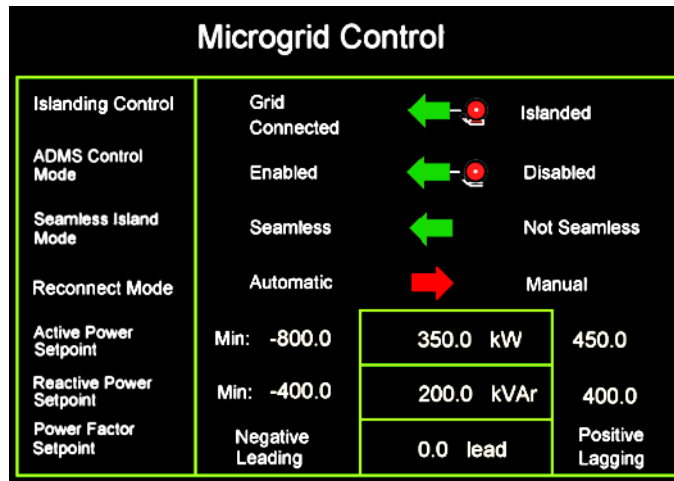 Microgrid Control
Islanding Control
Grid
Connected
Islanded
ADMS Control
Mode
Enabled
Disabled
Seamless Island
Mode
Seamless
Not Seamless
Reconnect Mode
Automatic
Manual
Active Power
Setpoint
Min: -800.0
350.0 kW
450.0
Reactive Power
Setpoint
Min: -400.0
200.0 kVAr
400.0
Power Factor
Setpoint
Negative
Leading
0.0 lead
Positive
Lagging